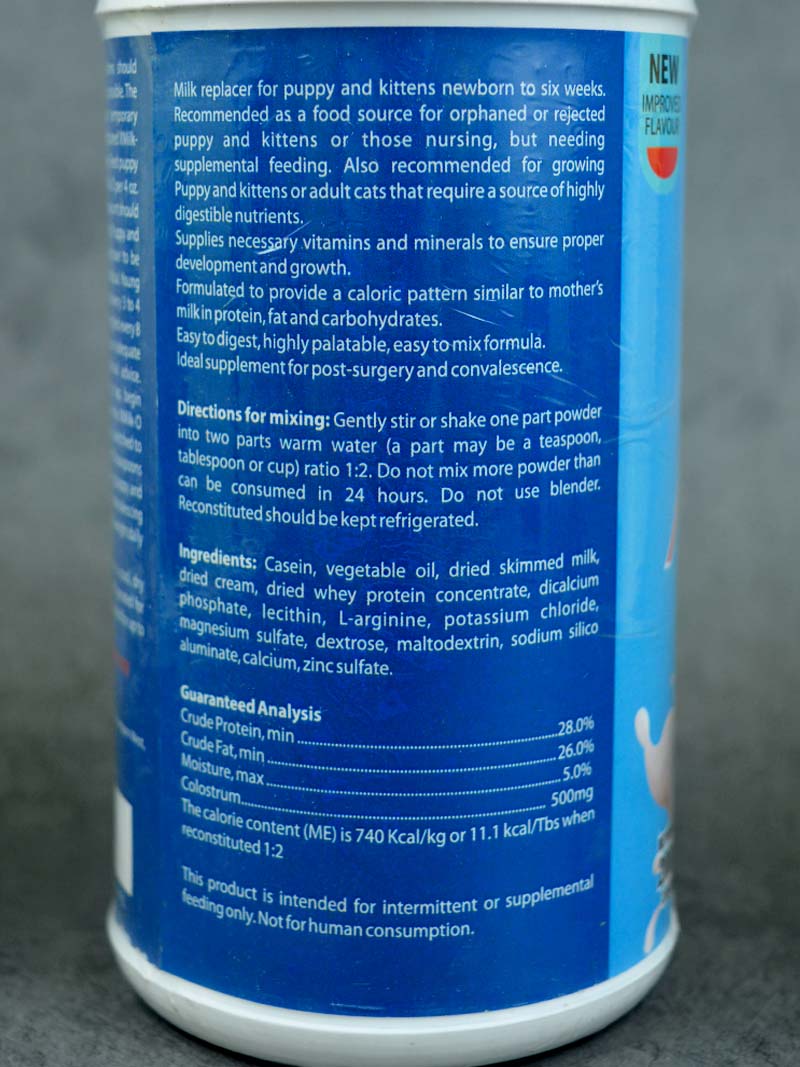 should
The
Milk replacer for puppy and kittens newborn to six weeks.
Recommended as a food source for orphaned or rejected
puppy and kittens or those nursing, but needing
supplemental feeding. Also recommended for growing
Puppy and kittens or adult cats that require a source of highly
digestible nutrients.
Supplies necessary vitamins and minerals to ensure proper
development and growth.
Formulated to provide a caloric pattern similar to mother's
milk in protein, fat and carbohydrates.
Easy to digest, highly palatable, easy to mix formula.
Ideal supplement for post-surgery and convalescence.
Directions for mixing: Gently stir or shake one part powder
into two parts warm water (a part may be a teaspoon,
tablespoon or cup) ratio 1:2. Do not mix more powder than
can be consumed in 24 hours. Do not use blender.
Reconstituted should be kept refrigerated.
Ingredients: Casein, vegetable oil, dried skimmed milk,
dried cream, dried whey protein concentrate, dicalcium
phosphate, lecithin, L-arginine, potassium chloride,
magnesium sulfate, dextrose, maltodextrin, sodium silico
aluminate, calcium, zinc sulfate.
Guaranteed Analysis
Crude Protein, min ........ 28.0%
Crude Fat, min ........ 26.0%
Moisture, max ........ 5.0%
Colostrum ........ 500mg
The calorie content (ME) is 740 Kcal/kg or 11.1 kcal/Tbs when
reconstituted 1:2
This product is intended for intermittent or supplemental
feeding only. Not for human consumption.
NEW
IMPROVED
FLAVOUR